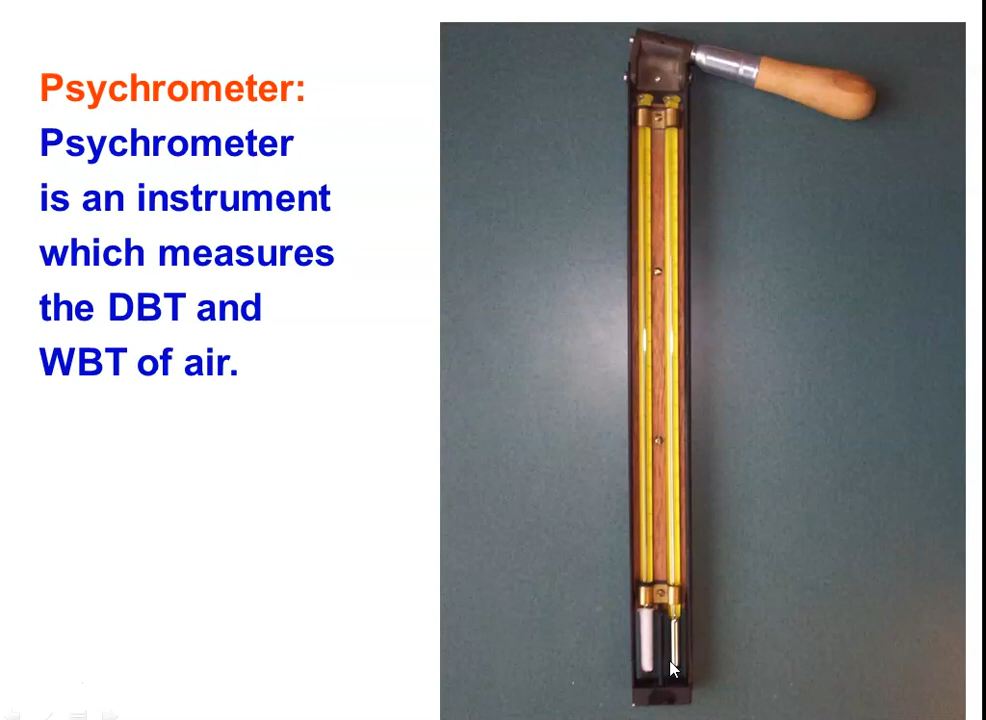 Psychrometer:
Psychrometer
is an instrument
which measures
the DBT and
WBT of air.